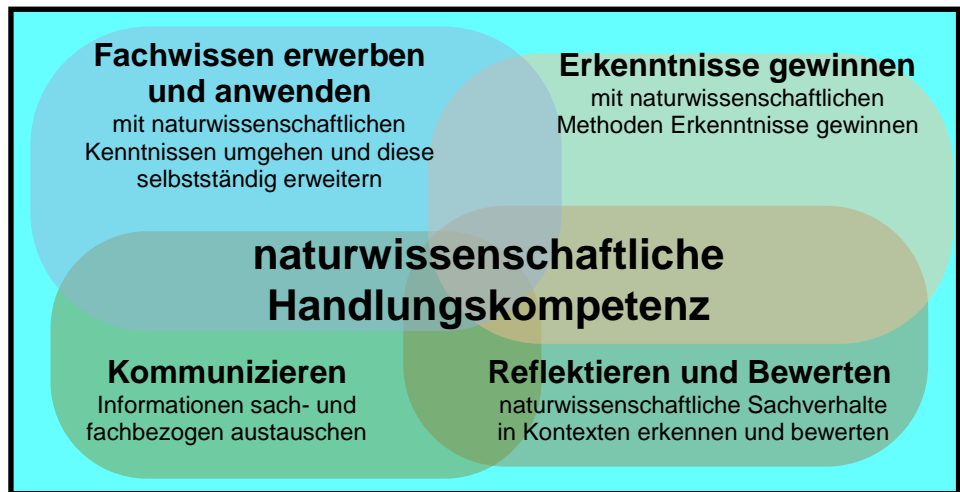 Fachwissen erwerben
und anwenden
mit naturwissenschaftlichen
Kenntnissen umgehen und diese
selbstständig erweitern
Erkenntnisse gewinnen
mit naturwissenschaftlichen
Methoden Erkenntnisse gewinnen
naturwissenschaftliche
Handlungskompetenz
Kommunizieren
Informationen sach- und
fachbezogen austauschen
Reflektieren und Bewerten
naturwissenschaftliche Sachverhalte
in Kontexten erkennen und bewerten